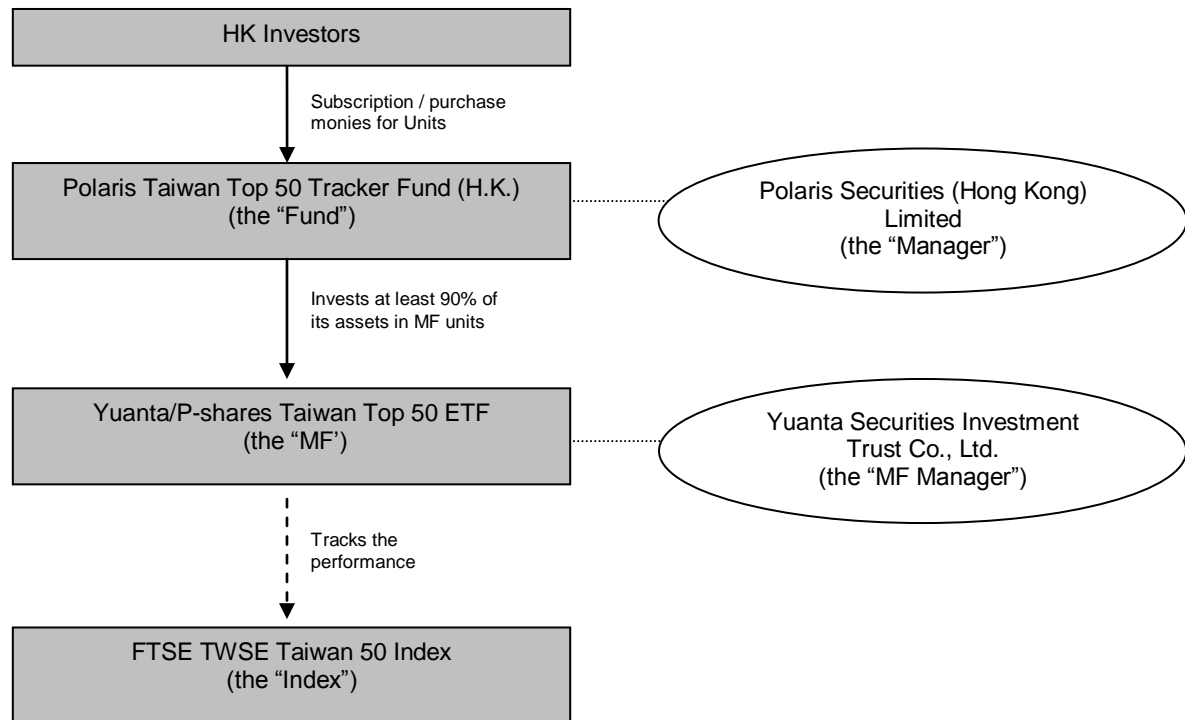 HK Investors
Subscription / purchase
monies for Units
Polaris Taiwan Top 50 Tracker Fund (H.K.)
(the “Fund”)
Polaris Securities (Hong Kong)
Limited
(the “Manager”)
Invests at least 90% of
its assets in MF units
Yuanta/P-shares Taiwan Top 50 ETF
(the “MF’)
Yuanta Securities Investment
Trust Co., Ltd.
(the “MF Manager”)
Tracks the
performance
FTSE TWSE Taiwan 50 Index
(the “Index”)